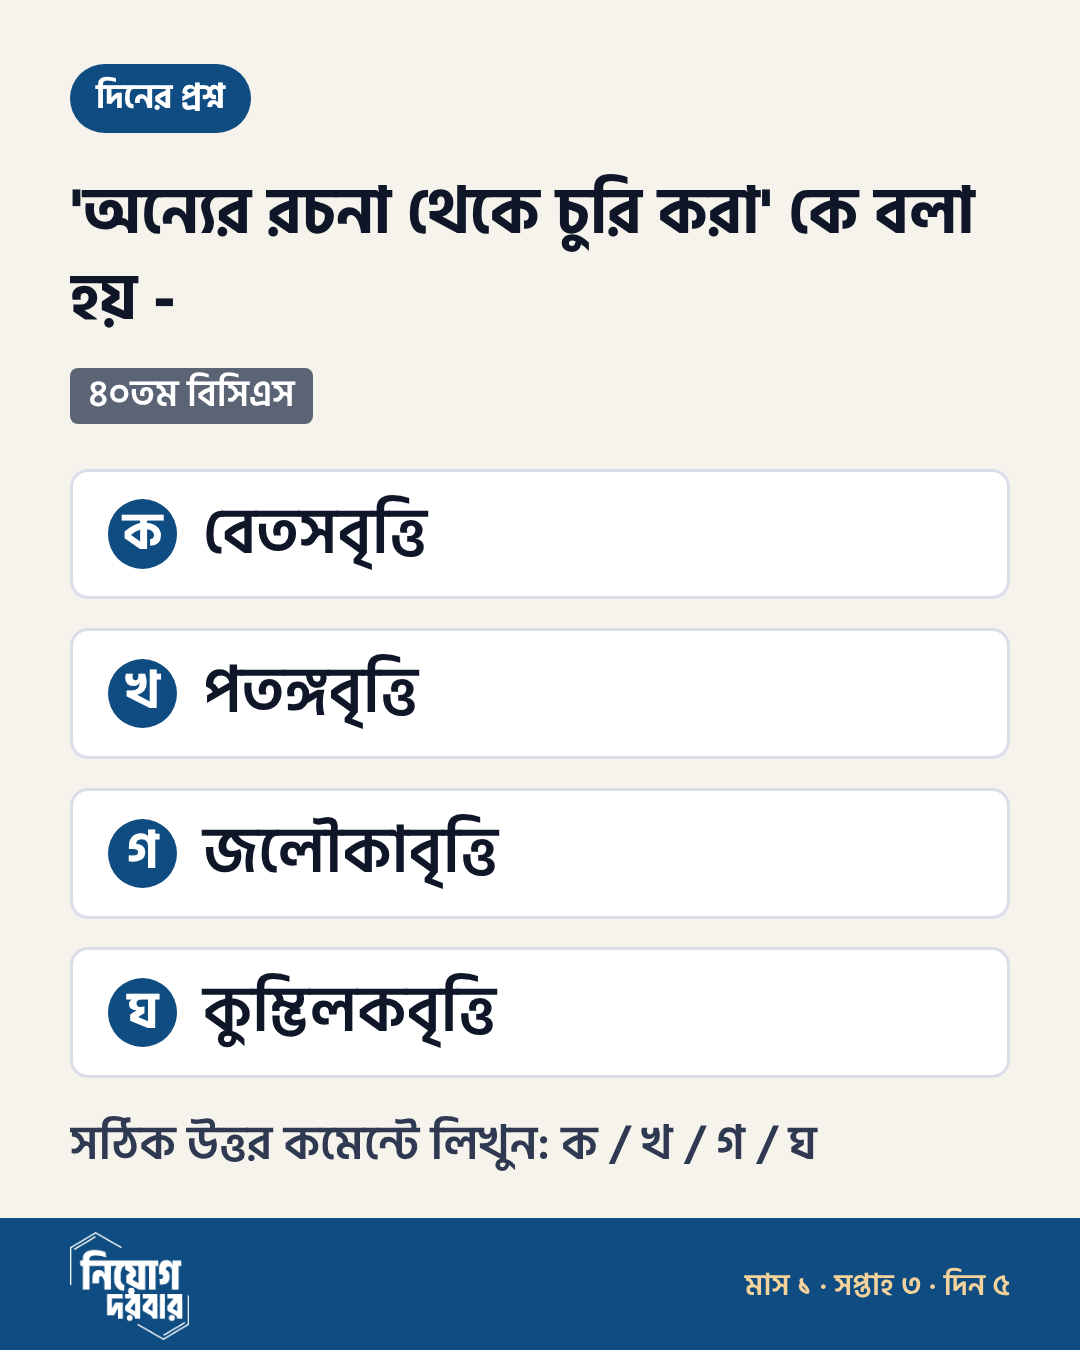 দিনের প্রশ্ন
'অন্যের রচনা থেকে চুরি করা' কে বলা
হয় -
৪০তম বিসিএস
ক বেতসবৃত্তি
খ পতঙ্গবৃত্তি
গ জলৌকাবৃত্তি
ঘ কুম্ভিলকবৃত্তি
সঠিক উত্তর কমেন্টে লিখুন: ক / খ / গ / ঘ
নিয়োগ
দরবার
মাস ১ · সপ্তাহ ৩ · দিন ৫